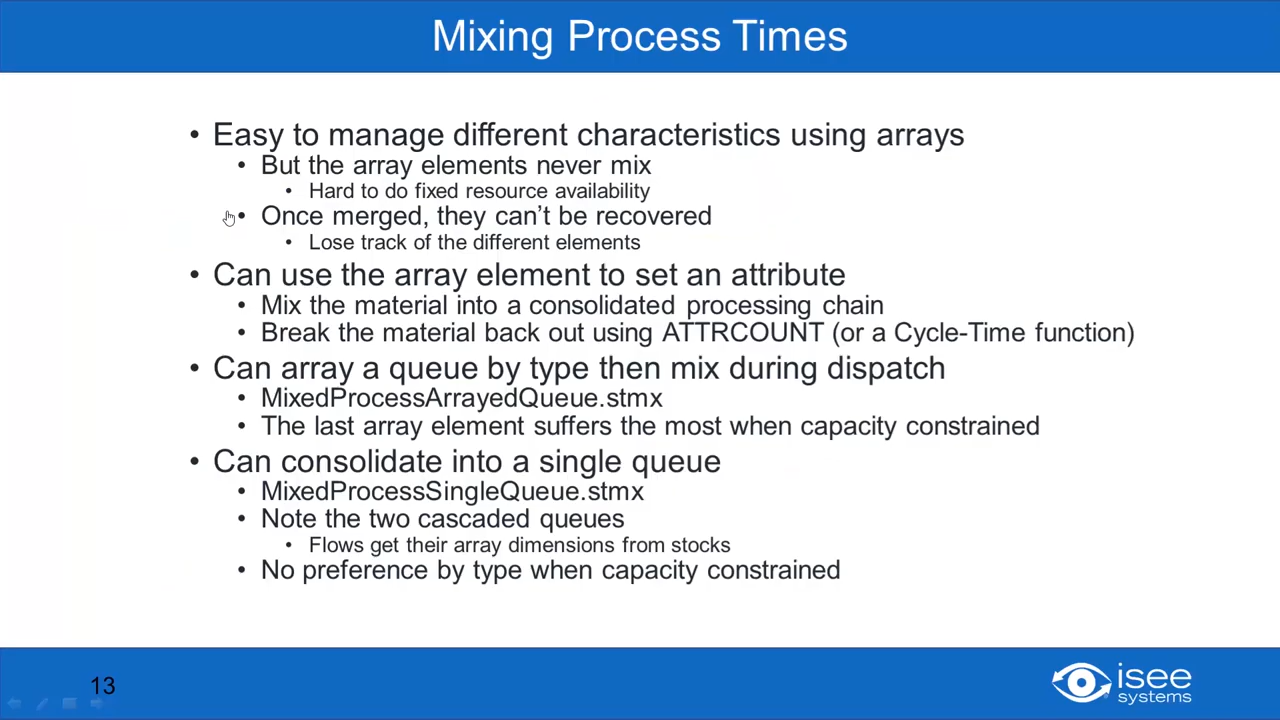 Mixing Process Times
• Easy to manage different characteristics using arrays
• But the array elements never mix
• Hard to do fixed resource availability
• Once merged, they can't be recovered
• Lose track of the different elements
• Can use the array element to set an attribute
• Mix the material into a consolidated processing chain
• Break the material back out using ATTRCOUNT (or a Cycle-Time function)
• Can array a queue by type then mix during dispatch
• MixedProcessArrayedQueue.stmx
• The last array element suffers the most when capacity constrained
• Can consolidate into a single queue
• MixedProcessSingleQueue.stmx
• Note the two cascaded queues
• Flows get their array dimensions from stocks
• No preference by type when capacity constrained
13
isee
systems